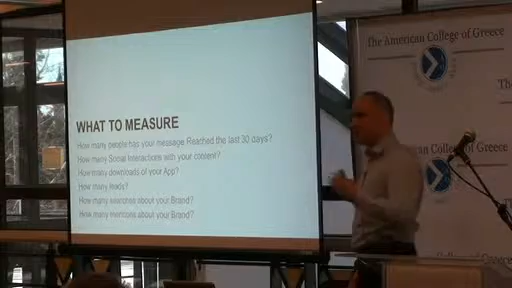 WHAT TO MEASURE
How many people has your message Reached the last 30 days?
How many Social Interactions with your content?
How many downloads of your App?
How many leads?
How many searches about your Brand?
How many mentions about your Brand?
The American College of Greece
Th
American College of Greece